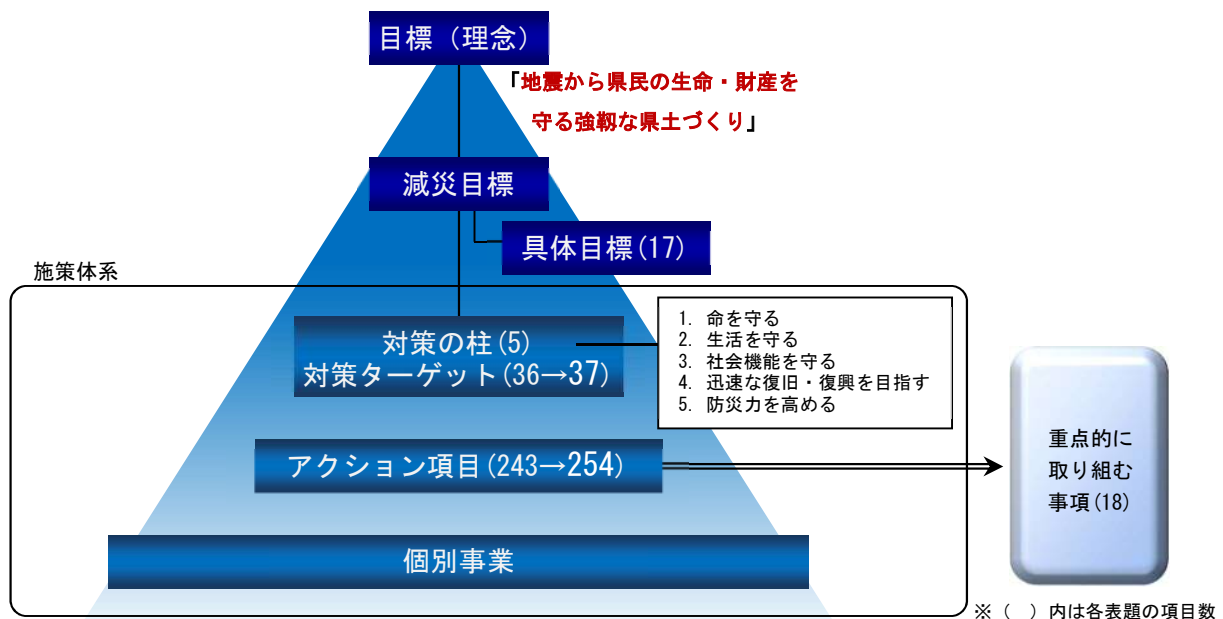 目標（理念）
「地震から県民の生命・財産を
守る強靱な県土づくり」
減災目標
具体目標(17)
施策体系
対策の柱(5)
対策ターゲット(36→37)
1. 命を守る
2. 生活を守る
3. 社会機能を守る
4. 迅速な復旧・復興を目指す
5. 防災力を高める
アクション項目(243→254)
重点的に
取り組む
事項(18)
個別事業
※（　）内は各表題の項目数